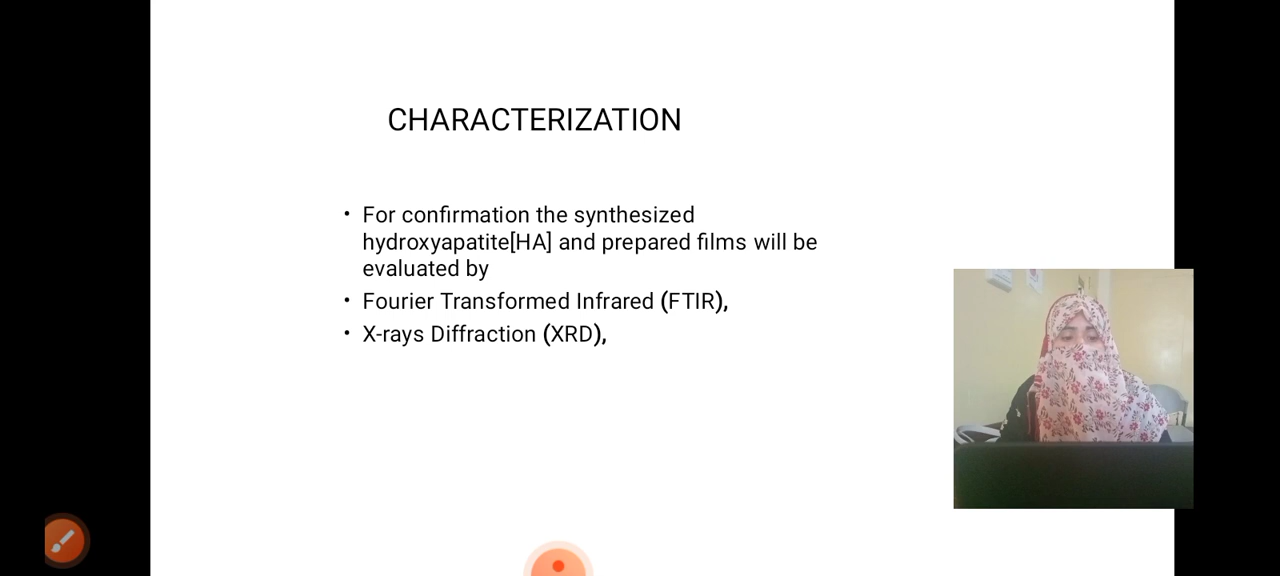 CHARACTERIZATION
• For confirmation the synthesized
hydroxyapatite[HA] and prepared films will be
evaluated by
• Fourier Transformed Infrared (FTIR),
• X-rays Diffraction (XRD),